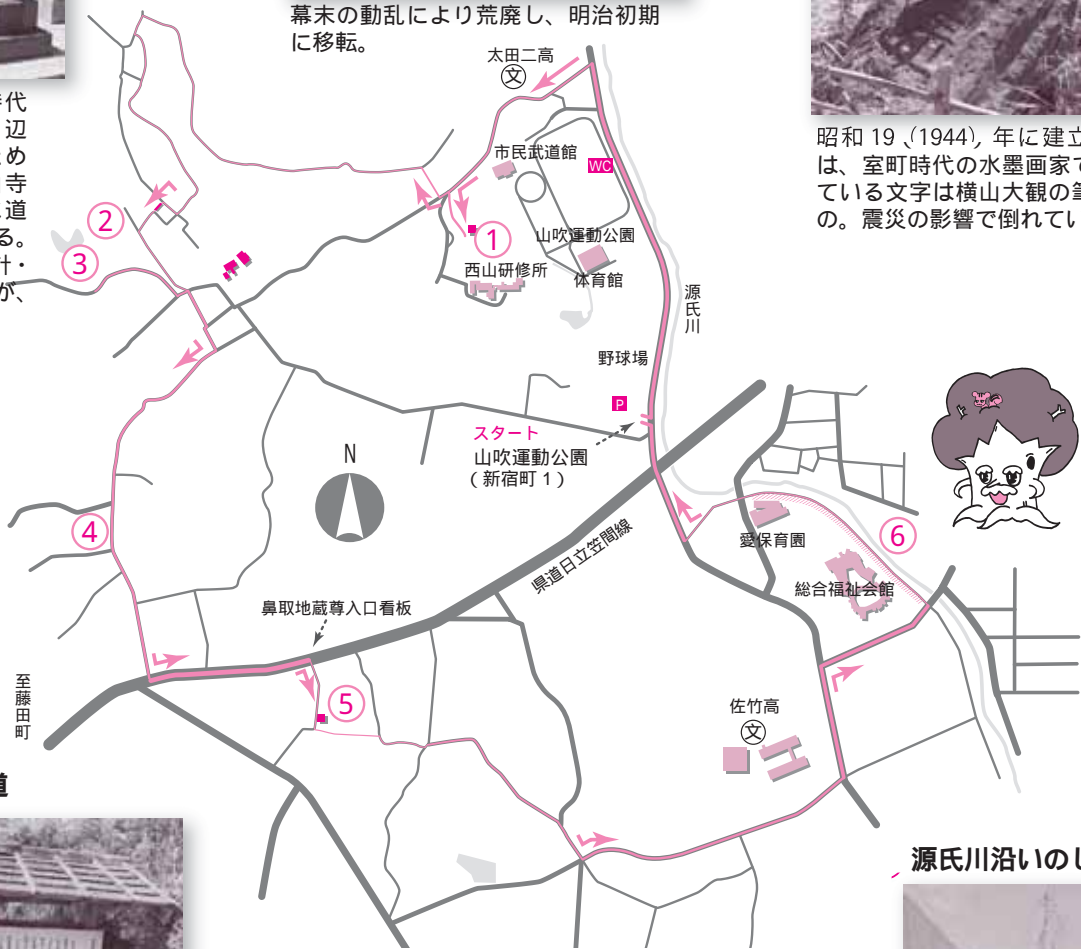 幕末の動乱により荒廃し、明治初期
に移転。
代
辺
め
寺
道
る。
計・
が、
昭和 19 (1944) 年に建立
は、室町時代の水墨画家で
ている文字は横山大観の筆
の。震災の影響で倒れてい
太田二高
文
市民武道館
WC
①
山吹運動公園
西山研修所
体育館
②
③
源氏川
野球場
P
スタート
山吹運動公園
(新宿町 1)
N
④
県道日立笠間線
愛保育園
⑥
総合福祉会館
鼻取地蔵尊入口看板
⑤
至藤田町
佐竹高
文
道
源氏川沿いの